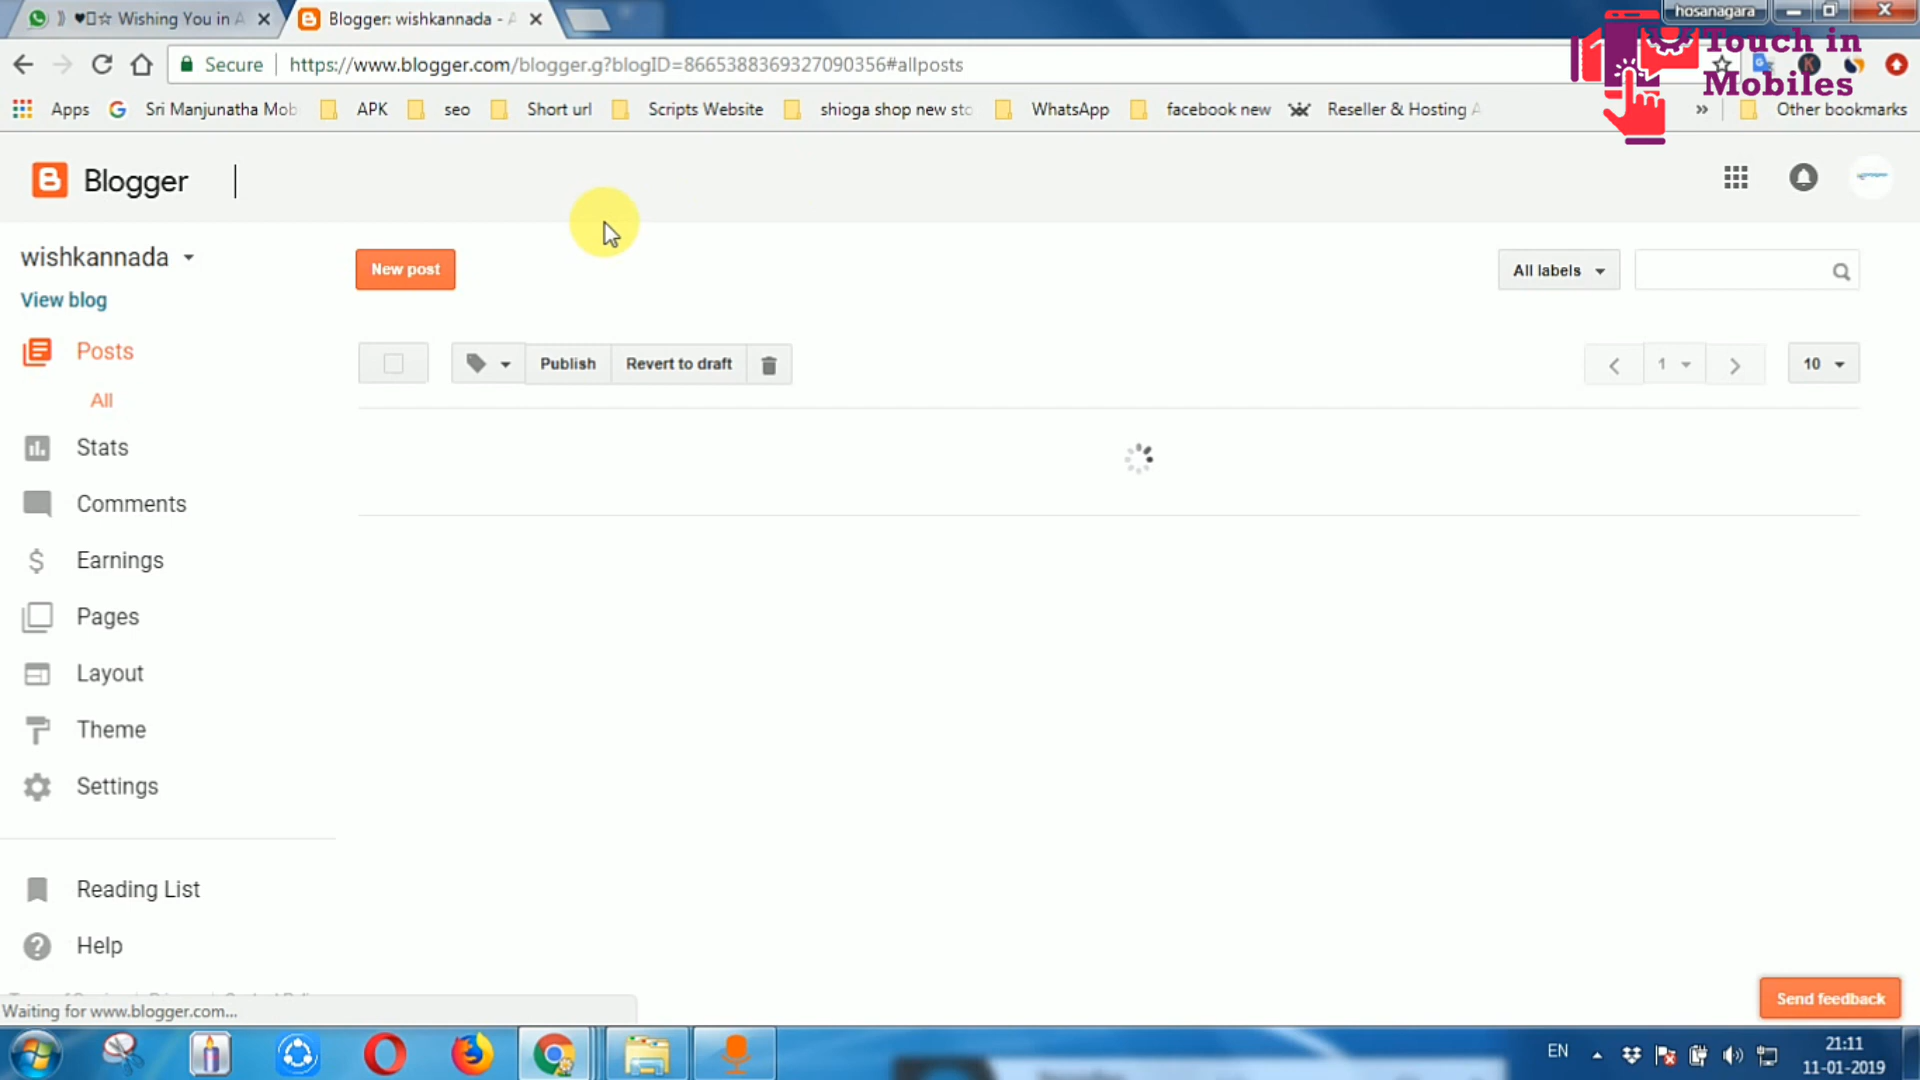 Wishing You in A
Blogger: wishkannada - A
hosanagara
Touch in
Mobiles
Secure
https://www.blogger.com/blogger.g?blogID=8665388369327090356#allposts
Apps
Sri Manjunatha Mob
APK
seo
Short url
Scripts Website
shioga shop new sto
WhatsApp
facebook new
Reseller & Hosting A
»
Other bookmarks
Blogger
wishkannada
View blog
New post
All labels
Posts
All
Publish
Revert to draft
1
10
Stats
Comments
Earnings
Pages
Layout
Theme
Settings
Reading List
Help
Send feedback
Waiting for www.blogger.com...
EN
21:11
11-01-2019